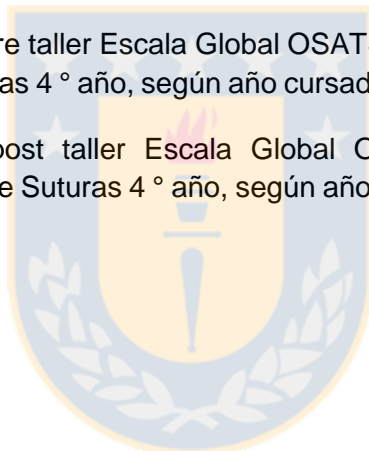 re taller Escala Global OSAT
as 4 ° año, según año cursad
post taller Escala Global
e Suturas 4 ° año, según año